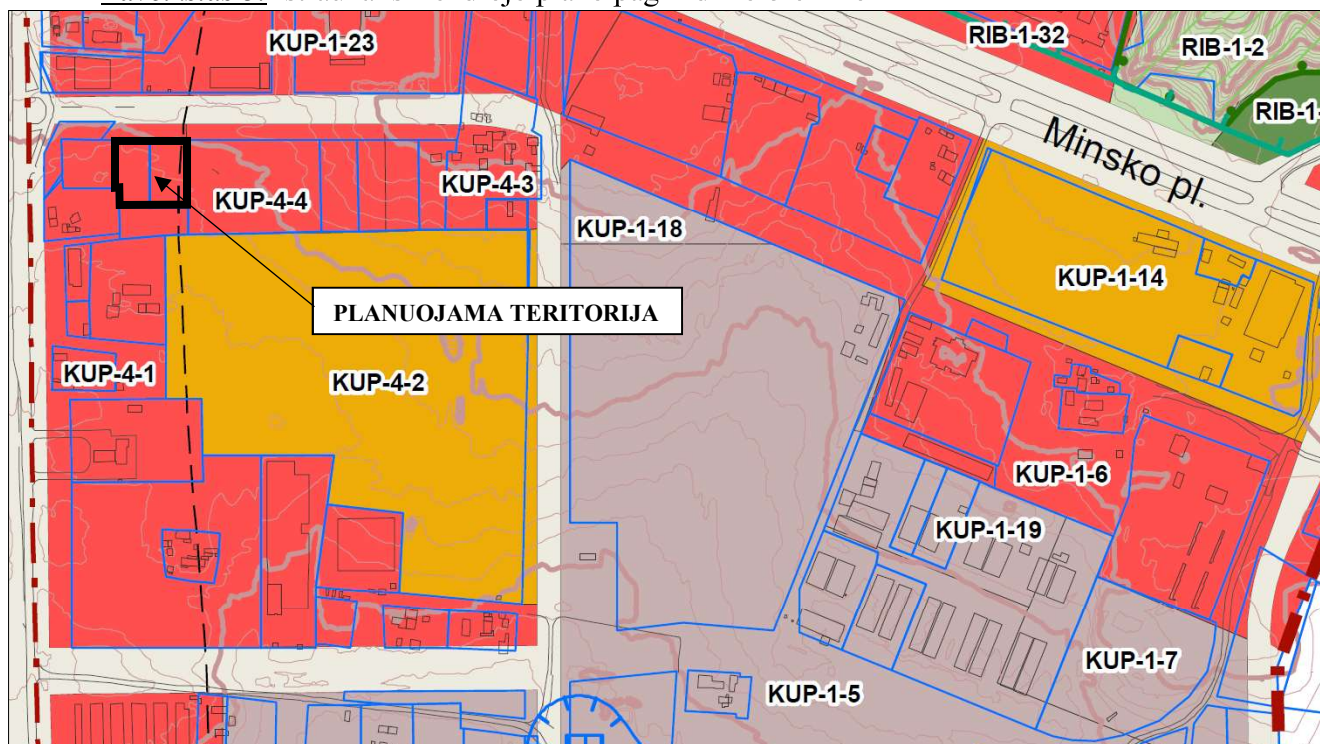 KUP-1-23
RIB-1-32
RIB-1-2
RIB-1-
Minsko pl.
KUP-4-4
KUP-4-3
KUP-1-18
KUP-1-14
PLANUOJAMA TERITORIJA
KUP-4-1
KUP-4-2
KUP-1-6
KUP-1-19
KUP-1-7
KUP-1-5